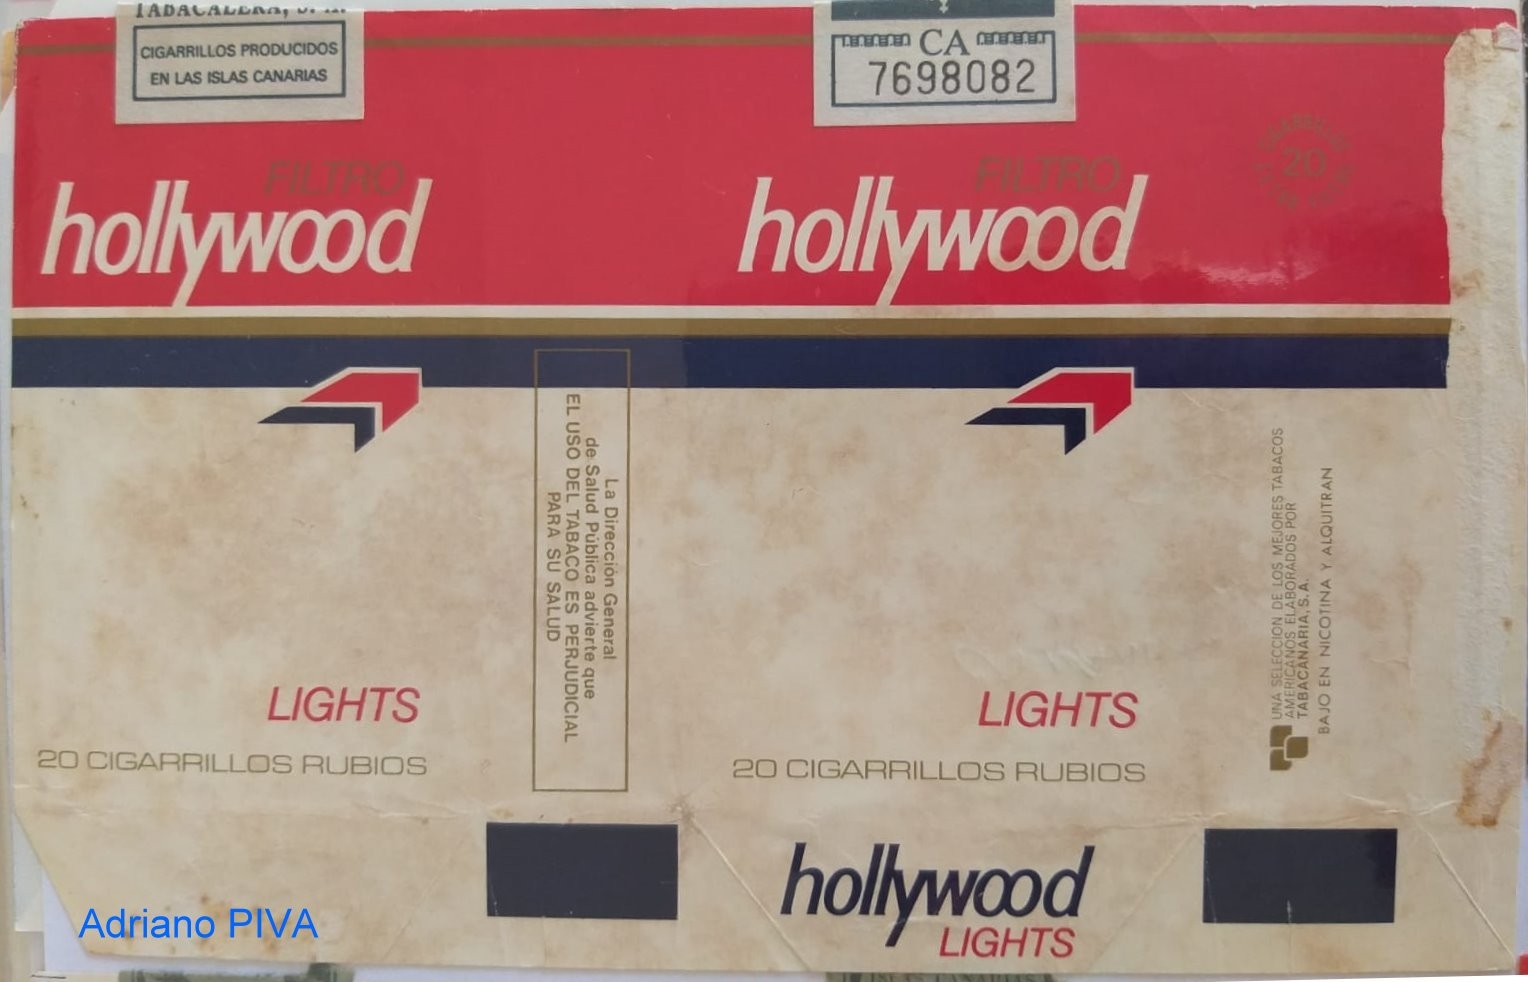 TABACALERA, S. A.
CIGARRILLOS PRODUCIDOS
EN LAS ISLAS CANARIAS
CA
7698082
FILTRO
hollywood
FILTRO
hollywood
20
La Dirección General
de Salud Pública advierte que
EL USO DEL TABACO ES PERJUDICIAL
PARA SU SALUD
LIGHTS
20 CIGARRILLOS RUBIOS
LIGHTS
20 CIGARRILLOS RUBIOS
UNA SELECCION DE LOS MEJORES TABACOS
AMERICANOS ELABORADOS POR
TABACANARIA, S.A.
BAJO EN NICOTINA Y ALQUITRAN
hollywood
LIGHTS
Adriano PIVA